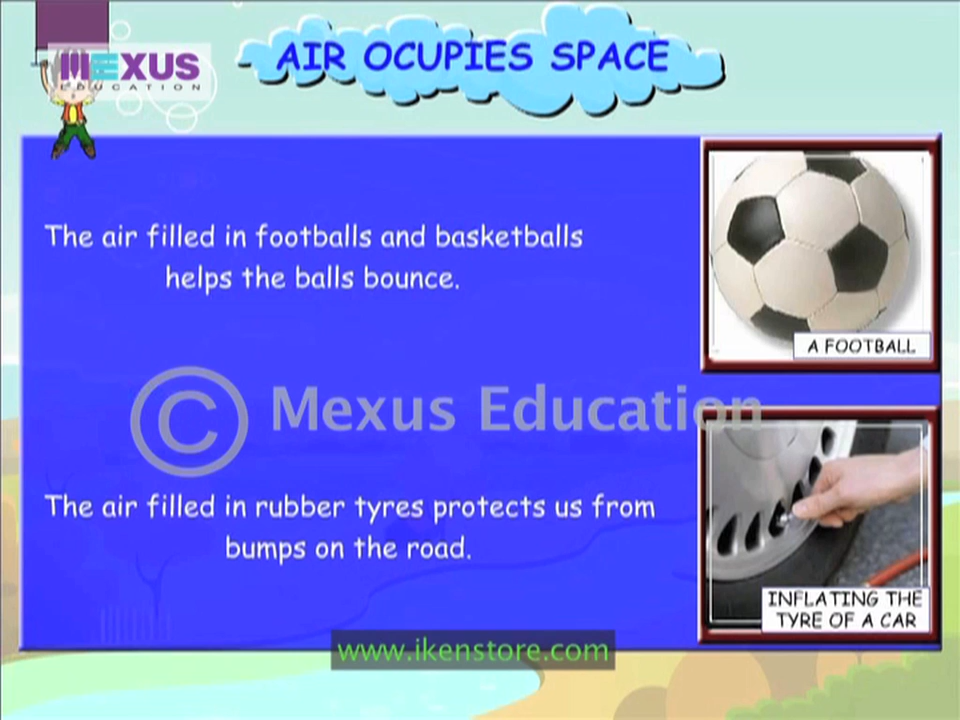 MEXUS
EDUCATION
AIR OCUPIES SPACE
The air filled in footballs and basketballs
helps the balls bounce.
A FOOTBALL
© Mexus Education
The air filled in rubber tyres protects us from
bumps on the road.
INFLATING THE
TYRE OF A CAR
www.ikenstore.com